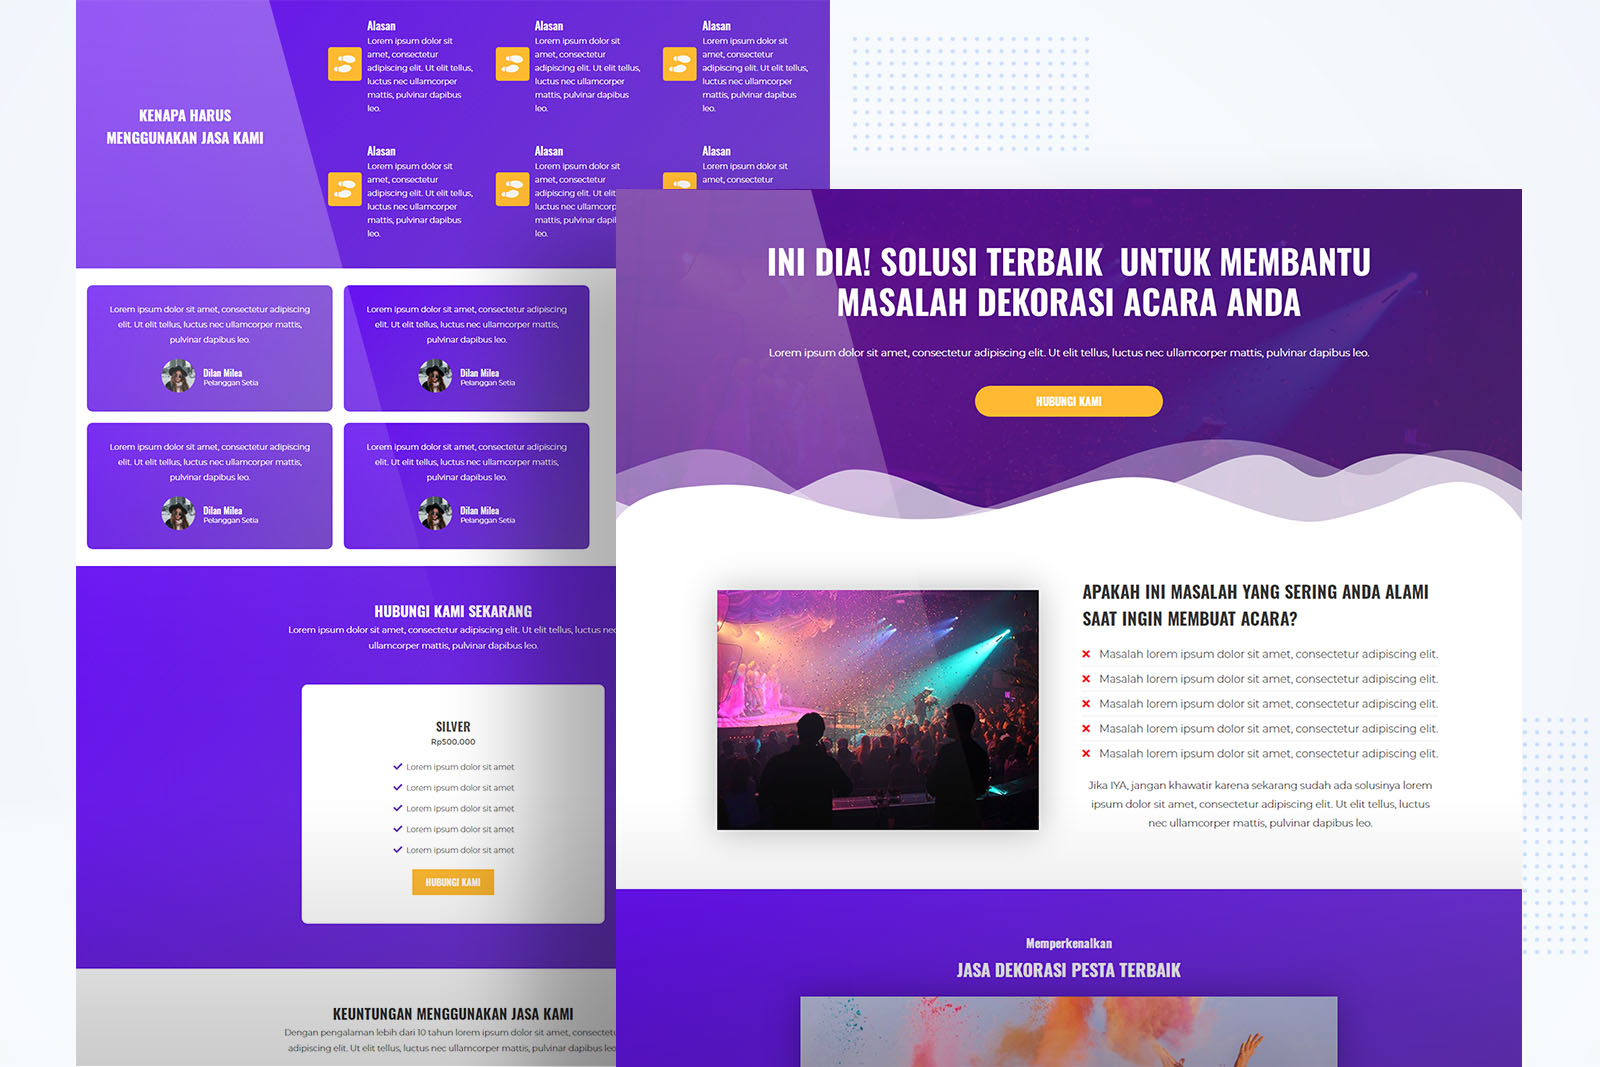 KENAPA HARUS
MENGGUNAKAN JASA KAMI
Alasan
Lorem ipsum dolor sit
amet, consectetur
adipiscing elit. Ut elit tellus,
luctus nec ullamcorper
mattis, pulvinar dapibus
leo.
Alasan
Lorem ipsum dolor sit
amet, consectetur
adipiscing elit. Ut elit tellus,
luctus nec ullamcorper
mattis, pulvinar dapibus
leo.
Alasan
Lorem ipsum dolor sit
amet, consectetur
adipiscing elit. Ut elit tellus,
luctus nec ullamcorper
mattis, pulvinar dapibus
leo.
Alasan
Lorem ipsum dolor sit
amet, consectetur
adipiscing elit. Ut elit tellus,
luctus nec ullamcorper
mattis, pulvinar dapibus
leo.
Alasan
Lorem ipsum dolor sit
amet, consectetur
adipiscing elit. Ut elit
luctus nec ullamcorp
mattis, pulvinar dapi
leo.
Alasan
Lorem ipsum dolor sit
amet, consectetur
Lorem ipsum dolor sit amet, consectetur adipiscing
elit. Ut elit tellus, luctus nec ullamcorper mattis,
pulvinar dapibus leo.
Dilan Milea
Pelanggan Setia
Lorem ipsum dolor sit amet, consectetur adipiscing
elit. Ut elit tellus, luctus nec ullamcorper mattis,
pulvinar dapibus leo.
Dilan Milea
Pelanggan Setia
Lorem ipsum dolor sit amet, consectetur adipiscing
elit. Ut elit tellus, luctus nec ullamcorper mattis,
pulvinar dapibus leo.
Dilan Milea
Pelanggan Setia
Lorem ipsum dolor sit amet, consectetur adipiscing
elit. Ut elit tellus, luctus nec ullamcorper mattis,
pulvinar dapibus leo.
Dilan Milea
Pelanggan Setia
HUBUNGI KAMI SEKARANG
Lorem ipsum dolor sit amet, consectetur adipiscing elit. Ut elit tellus, luctus nec
ullamcorper mattis, pulvinar dapibus leo.
SILVER
Rp500.000
Lorem ipsum dolor sit amet
Lorem ipsum dolor sit amet
Lorem ipsum dolor sit amet
Lorem ipsum dolor sit amet
Lorem ipsum dolor sit amet
HUBUNGI KAMI
KEUNTUNGAN MENGGUNAKAN JASA KAMI
Dengan pengalaman lebih dari 10 tahun lorem ipsum dolor sit amet, consectetu
adipiscing elit. Ut elit tellus, luctus nec ullamcorper mattis, pulvinar dapibus leo
INI DIA! SOLUSI TERBAIK UNTUK MEMBANTU
MASALAH DEKORASI ACARA ANDA
Lorem ipsum dolor sit amet, consectetur adipiscing elit. Ut elit tellus, luctus nec ullamcorper mattis, pulvinar dapibus leo.
HUBUNGI KAMI
APAKAH INI MASALAH YANG SERING ANDA ALAMI
SAAT INGIN MEMBUAT ACARA?
Masalah lorem ipsum dolor sit amet, consectetur adipiscing elit.
Masalah lorem ipsum dolor sit amet, consectetur adipiscing elit.
Masalah lorem ipsum dolor sit amet, consectetur adipiscing elit.
Masalah lorem ipsum dolor sit amet, consectetur adipiscing elit.
Masalah lorem ipsum dolor sit amet, consectetur adipiscing elit.
Jika IYA, jangan khawatir karena sekarang sudah ada solusinya lorem
ipsum dolor sit amet, consectetur adipiscing elit. Ut elit tellus, luctus
nec ullamcorper mattis, pulvinar dapibus leo.
Memperkenalkan
JASA DEKORASI PESTA TERBAIK